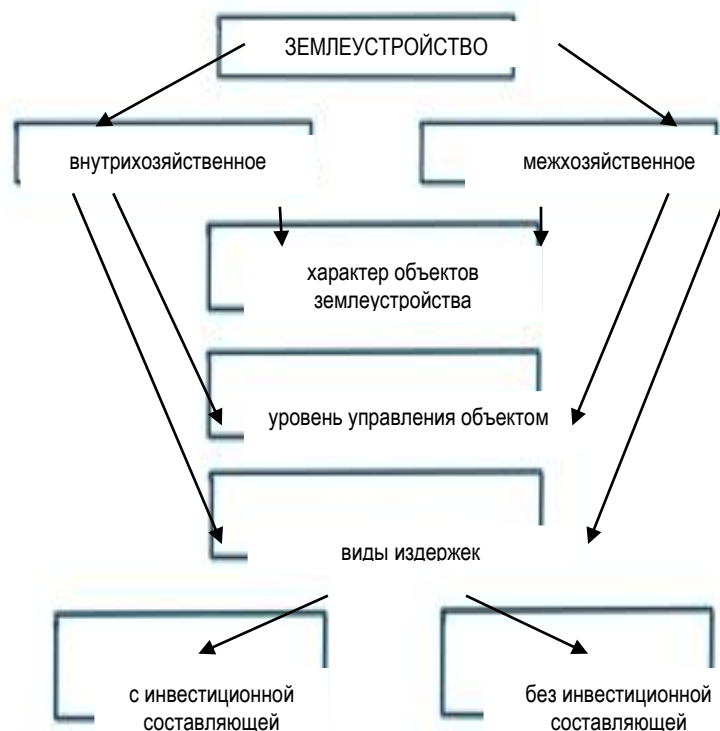 ЗЕМЛЕУСТРОЙСТВО
внутрихозяйственное
межхозяйственное
характер объектов
землеустройства
уровень управления объектом
виды издержек
с инвестиционной
составляющей
без инвестиционной
составляющей